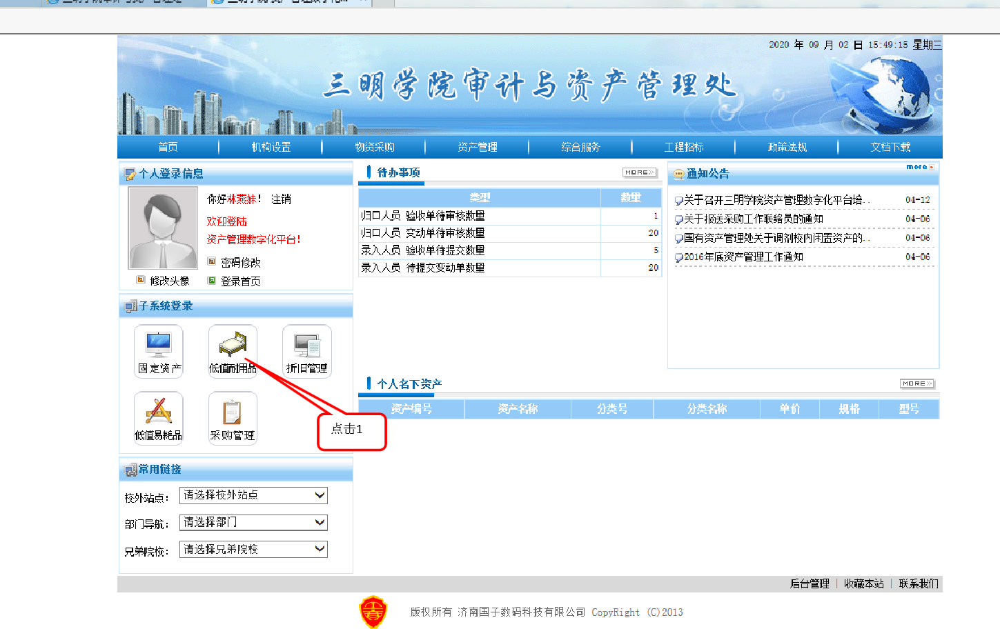 2020 年 09 月 02 日 15:49:15 星期三
三明学院审计与资产管理处
首页 机构设置 物资采购 资产管理 综合服务 工程招标 政策法规 文档下载
个人登录信息
你好林燕妹! 注销
欢迎登陆
资产管理数字化平台!
密码修改
修改头像 登录首页
子系统登录
固定资产 低值耐用品 折旧管理
低值易耗品 采购管理
点击1
常用链接
校外站点: 请选择校外站点
部门导航: 请选择部门
兄弟院校: 请选择兄弟院校
待办事项 MORE>>
类型 数量
归口人员 验收单待审核数量 1
归口人员 变动单待审核数量 20
录入人员 验收单待提交数量 5
录入人员 待提交变动单数量 20
通知公告 more
关于召开三明学院资产管理数字化平台培.. 04-12
关于报送采购工作联络员的通知 04-06
国有资产管理处关于调剂校内闲置资产的.. 04-06
2016年底资产管理工作通知 04-06
个人名下资产 MORE>>
资产编号 资产名称 分类号 分类名称 单价 规格 型号
后台管理 | 收藏本站 | 联系我们
版权所有 济南国子数码科技有限公司 CopyRight (C)2013